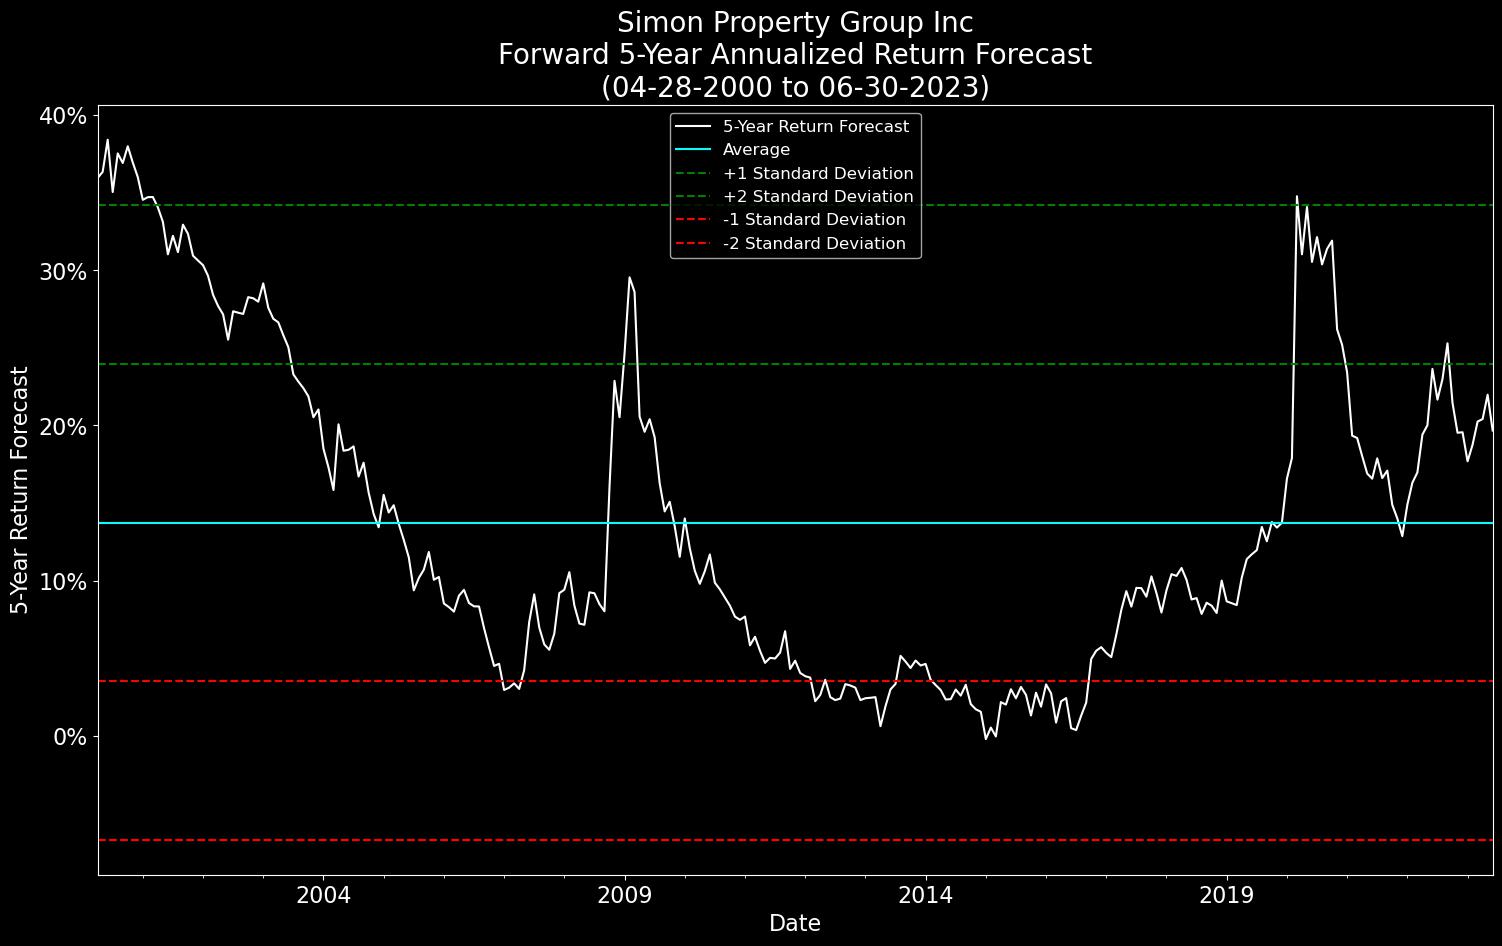 Simon Property Group Inc
Forward 5-Year Annualized Return Forecast
(04-28-2000 to 06-30-2023)
5-Year Return Forecast
Average
+1 Standard Deviation
+2 Standard Deviation
-1 Standard Deviation
-2 Standard Deviation
5-Year Return Forecast
40%
30%
20%
10%
0%
2004
2009
2014
2019
Date